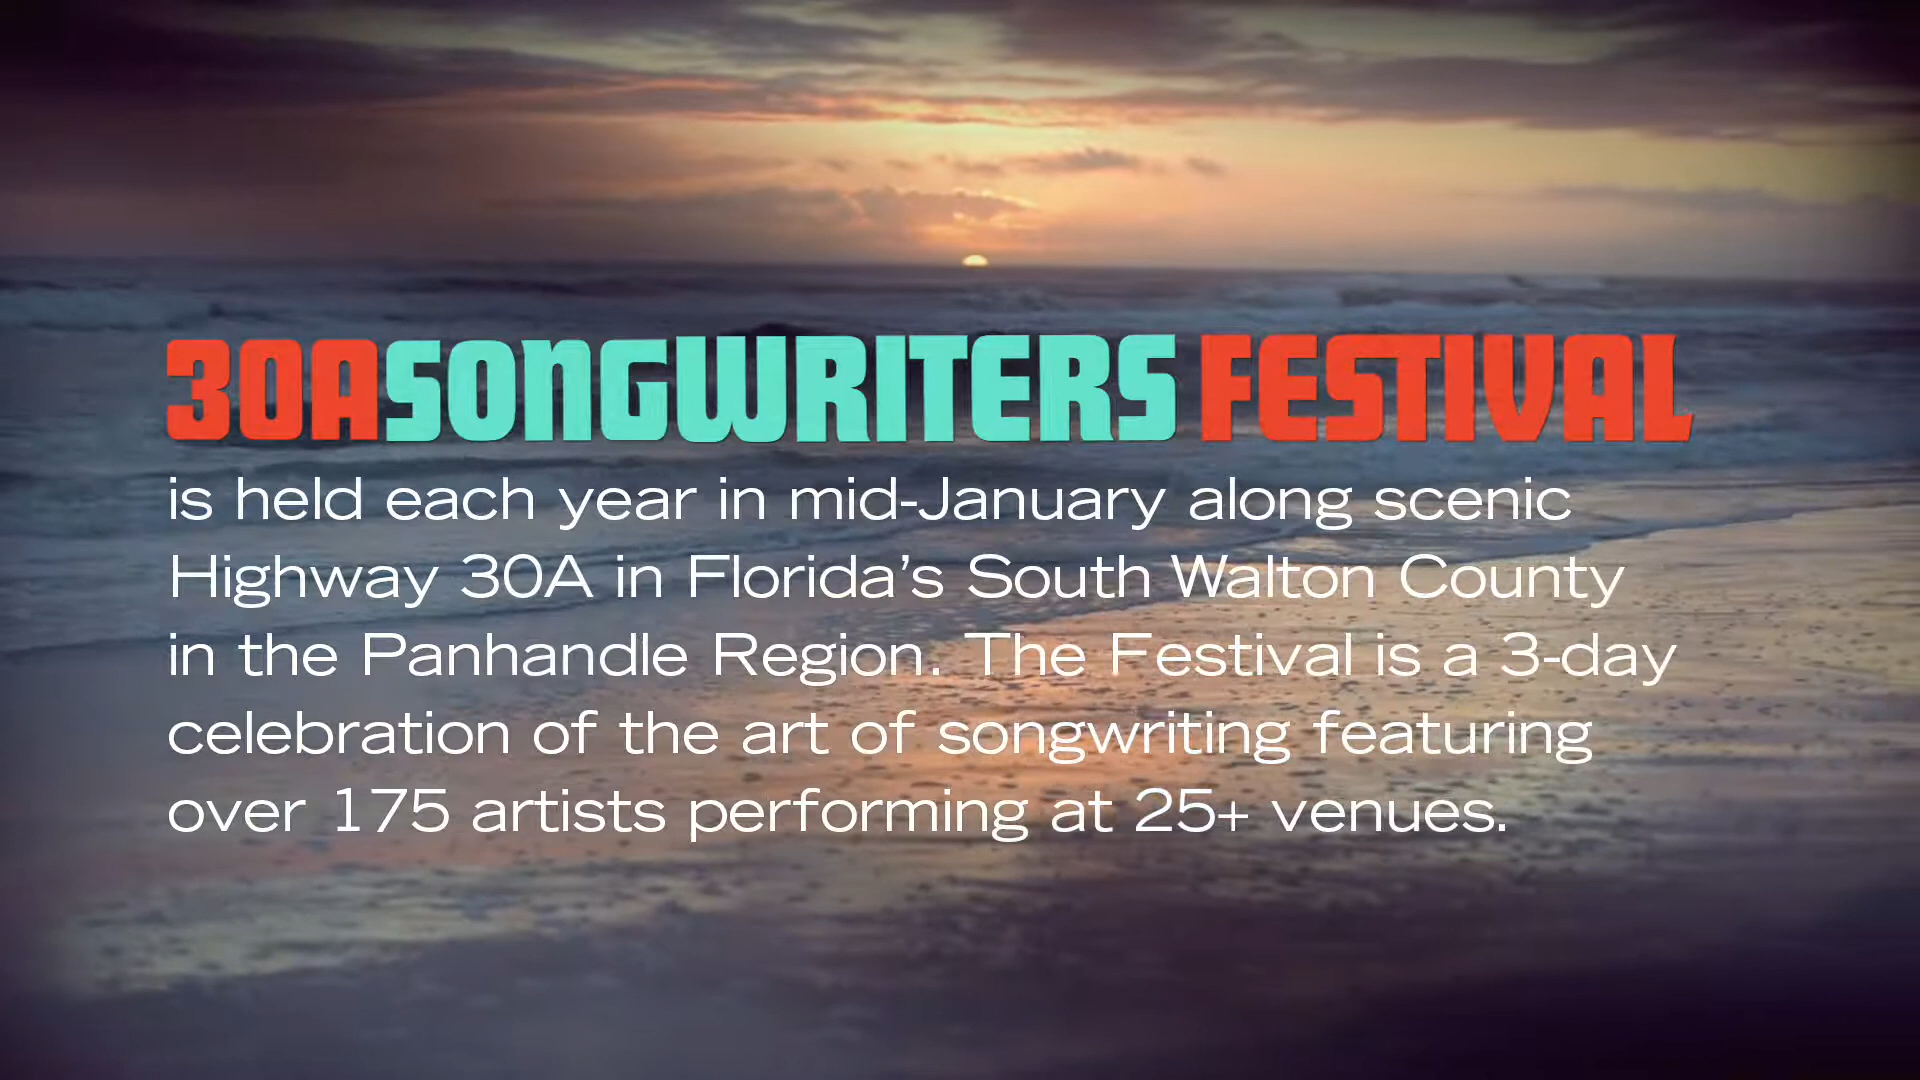 30ASONGWRITERS FESTIVAL
is held each year in mid-January along scenic
Highway 30A in Florida’s South Walton County
in the Panhandle Region. The Festival is a 3-day
celebration of the art of songwriting featuring
over 175 artists performing at 25+ venues.